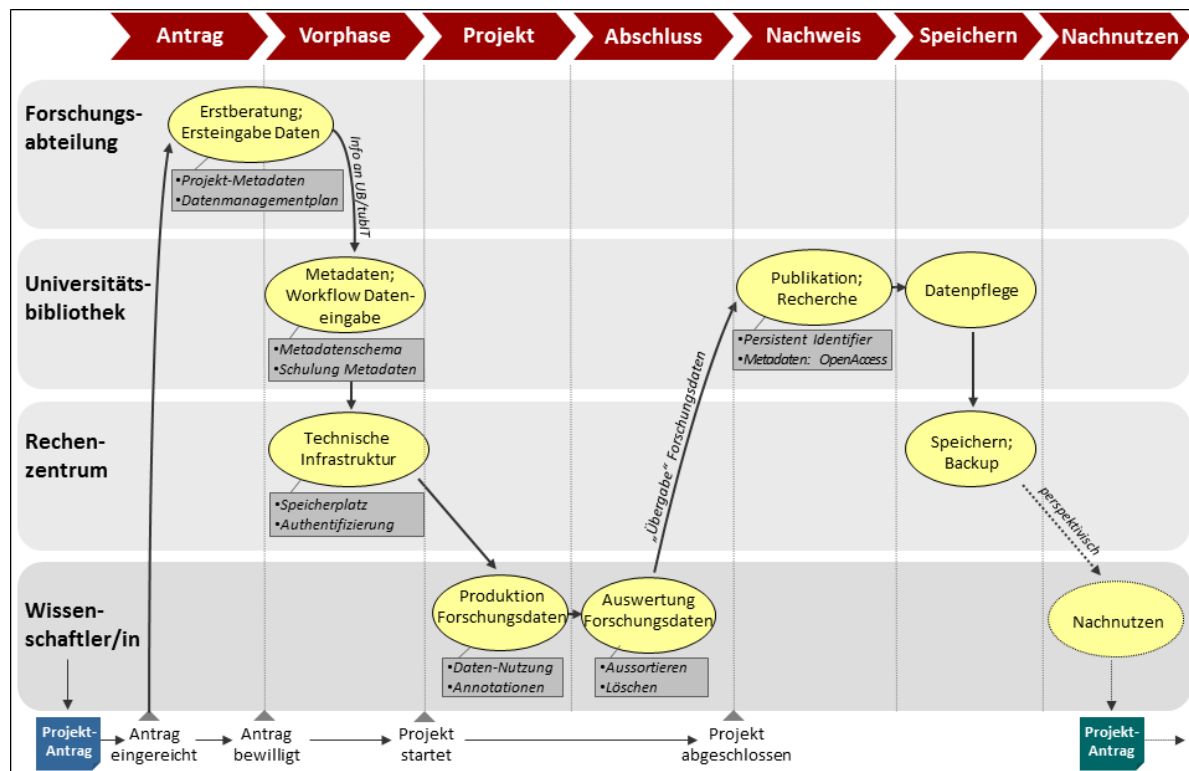 Antrag
Vorphase
Projekt
Abschluss
Nachweis
Speichern
Nachnutzen
Forschungs-
abteilung
Erstberatung;
Ersteingabe Daten
•Projekt-Metadaten
•Datenmanagementplan
Info an UB/tubIT
Universitäts-
bibliothek
Metadaten;
Workflow Daten-
eingabe
•Metadatenschema
•Schulung Metadaten
Publikation;
Recherche
•Persistent Identifier
•Metadaten: OpenAccess
Datenpflege
Rechen-
zentrum
Technische
Infrastruktur
•Speicherplatz
•Authentifizierung
„Übergabe“ Forschungsdaten
Speichern;
Backup
perspektivisch
Wissen-
schaftler/in
Produktion
Forschungsdaten
•Daten-Nutzung
•Annotationen
Auswertung
Forschungsdaten
•Aussortieren
•Löschen
Nachnutzen
Projekt-
Antrag
Antrag
eingereicht
Antrag
bewilligt
Projekt
startet
Projekt
abgeschlossen
Projekt-
Antrag